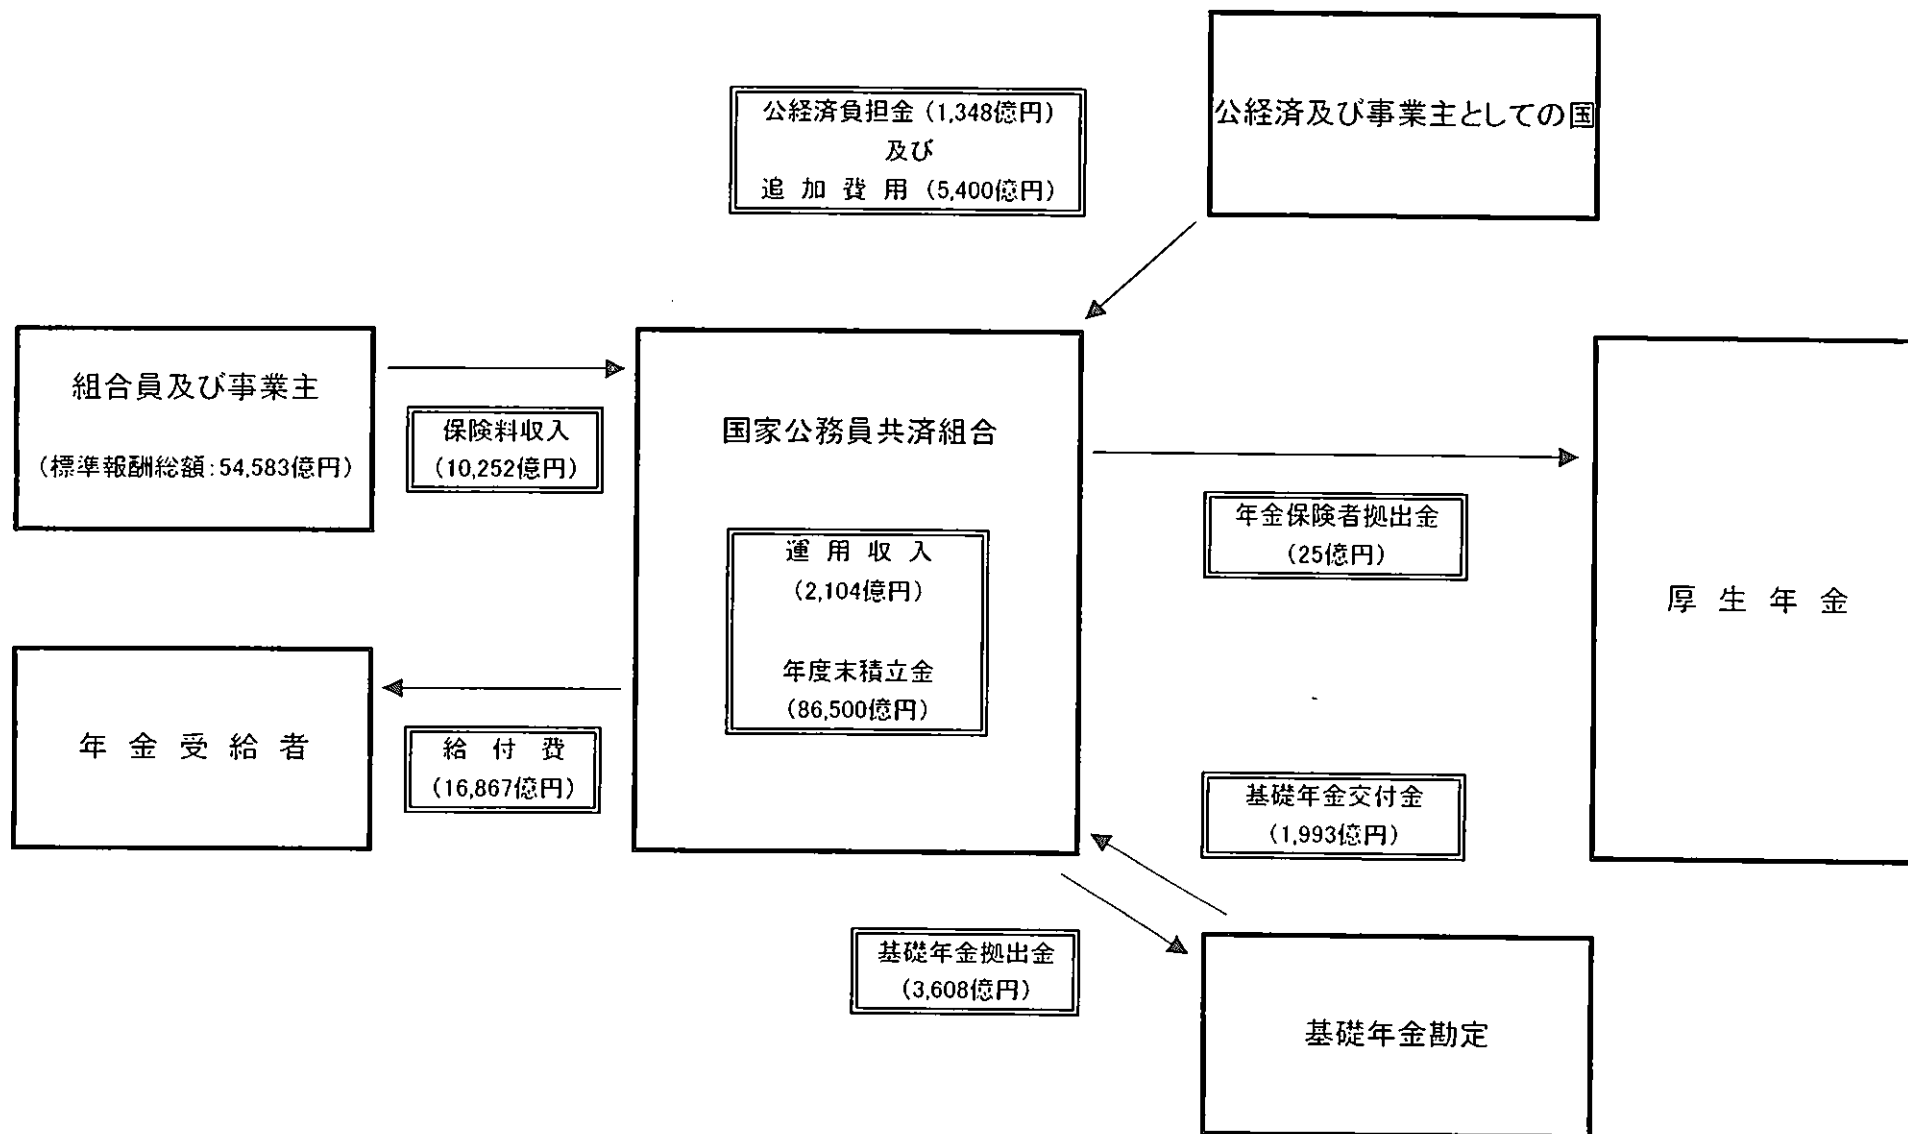 公経済及び事業主としての国
公経済負担金（1,348億円）
及び
追 加 費 用（5,400億円）
組合員及び事業主
（標準報酬総額：54,583億円）
保険料収入
（10,252億円）
国家公務員共済組合
運 用 収 入
（2,104億円）
年度末積立金
（86,500億円）
年金保険者拠出金
（25億円）
厚 生 年 金
年 金 受 給 者
給 付 費
（16,867億円）
基礎年金交付金
（1,993億円）
基礎年金拠出金
（3,608億円）
基礎年金勘定